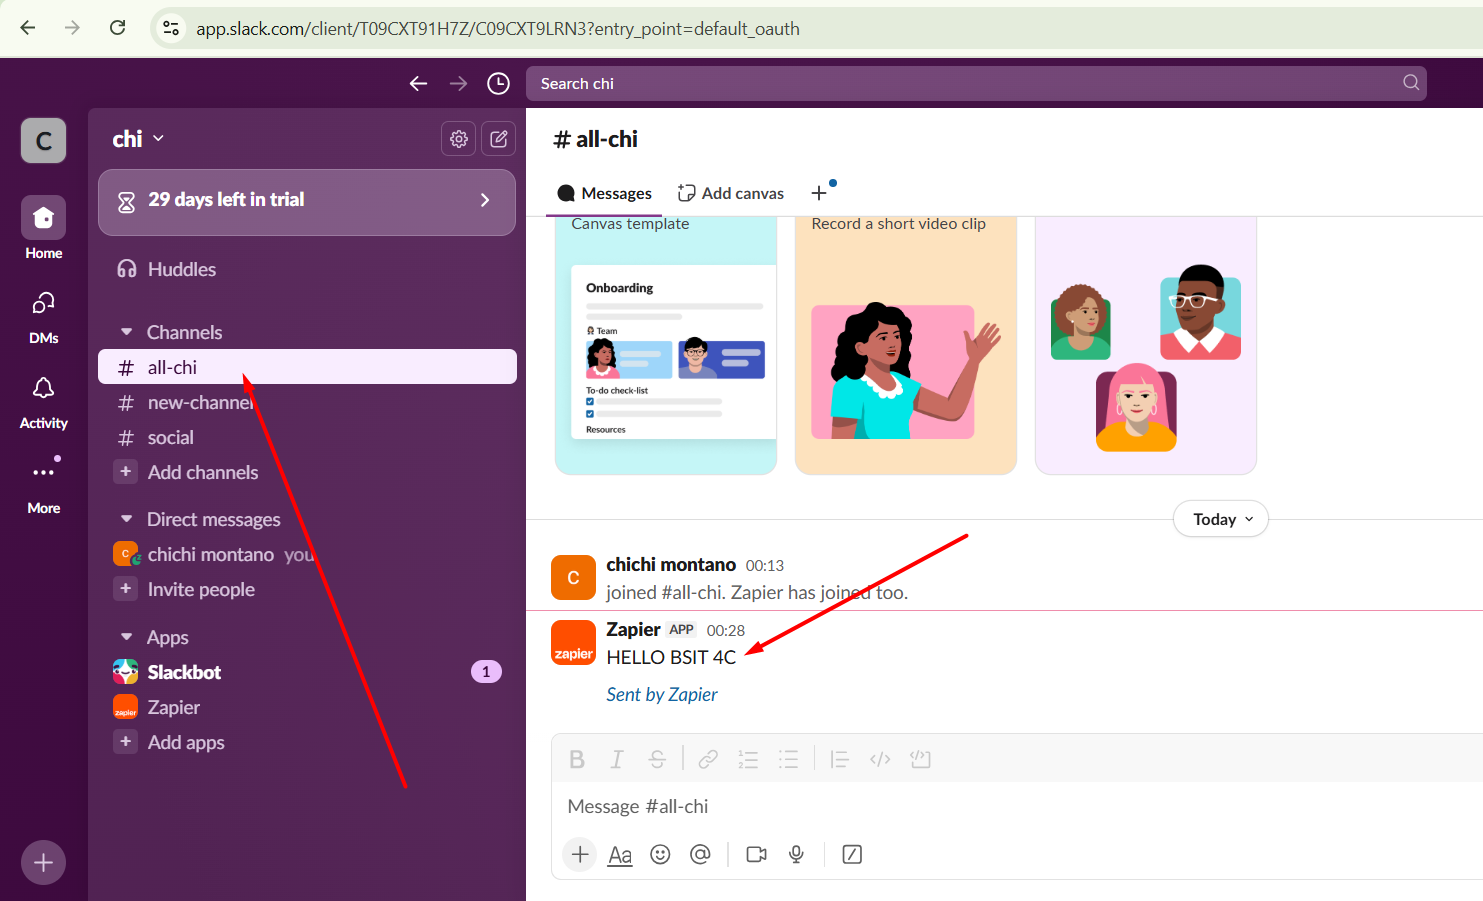 app.slack.com/client/T09CXT91H7Z/C09CXT9LRN3?entry_point=default_oauth
Search chi
C
chi
29 days left in trial
Home
Huddles
DMs
Channels
# all-chi
Activity
# new-channel
# social
+ Add channels
More
Direct messages
C chichi montano you
+ Invite people
Apps
Slackbot 1
zapier Zapier
+ Add apps
# all-chi
Messages
Add canvas
Canvas template
Onboarding
Team
To-do check-list
Resources
Record a short video clip
Today
C
chichi montano 00:13
joined #all-chi. Zapier has joined too.
zapier
Zapier APP 00:28
HELLO BSIT 4C
Sent by Zapier
B I S
Message #all-chi
Aa